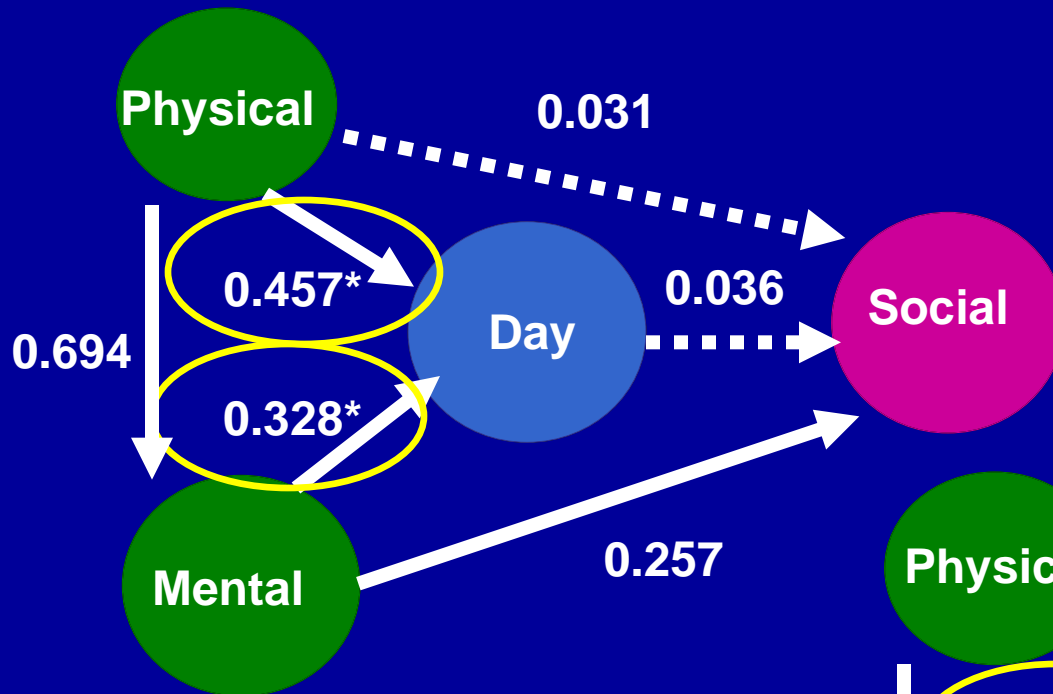 Physical
0.031
0.457*
0.036
Social
Day
0.694
0.328*
0.257
Physic
Mental